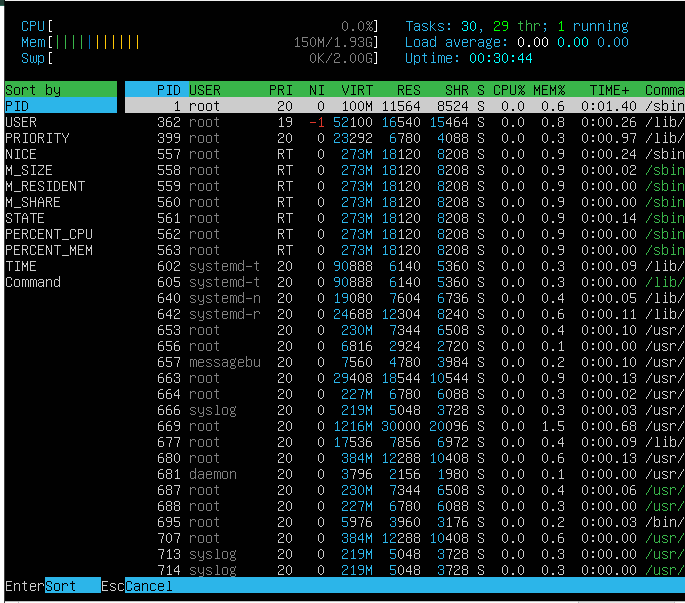 CPU[ 0.0%] Tasks: 30, 29 thr; 1 running
Mem[||||||||||| 150M/1.93G] Load average: 0.00 0.00 0.00
Swp[ 0K/2.00G] Uptime: 00:30:44
Sort by PID USER PRI NI VIRT RES SHR S CPU% MEM% TIME+ Comma
PID 1 root 20 0 100M 11564 8524 S 0.0 0.6 0:01.40 /sbin
USER 362 root 19 -1 52100 16540 15464 S 0.0 0.8 0:00.26 /lib/
PRIORITY 399 root 20 0 23292 6780 4088 S 0.0 0.3 0:00.97 /lib/
NICE 557 root RT 0 273M 18120 8208 S 0.0 0.9 0:00.24 /sbin
M_SIZE 558 root RT 0 273M 18120 8208 S 0.0 0.9 0:00.02 /sbin
M_RESIDENT 559 root RT 0 273M 18120 8208 S 0.0 0.9 0:00.00 /sbin
M_SHARE 560 root RT 0 273M 18120 8208 S 0.0 0.9 0:00.00 /sbin
STATE 561 root RT 0 273M 18120 8208 S 0.0 0.9 0:00.14 /sbin
PERCENT_CPU 562 root RT 0 273M 18120 8208 S 0.0 0.9 0:00.00 /sbin
PERCENT_MEM 563 root RT 0 273M 18120 8208 S 0.0 0.9 0:00.00 /sbin
TIME 602 systemd-t 20 0 90888 6140 5360 S 0.0 0.3 0:00.09 /lib/
Command 605 systemd-t 20 0 90888 6140 5360 S 0.0 0.3 0:00.00 /lib/
640 systemd-n 20 0 19080 7604 6736 S 0.0 0.4 0:00.05 /lib/
642 systemd-r 20 0 24688 12304 8240 S 0.0 0.6 0:00.11 /lib/
653 root 20 0 230M 7344 6508 S 0.0 0.4 0:00.10 /usr/
656 root 20 0 6816 2924 2720 S 0.0 0.1 0:00.00 /usr/
657 messagebu 20 0 7560 4780 3984 S 0.0 0.2 0:00.10 /usr/
663 root 20 0 29408 18544 10544 S 0.0 0.9 0:00.13 /usr/
664 root 20 0 227M 6780 6088 S 0.0 0.3 0:00.02 /usr/
666 syslog 20 0 219M 5048 3728 S 0.0 0.3 0:00.03 /usr/
669 root 20 0 1216M 30000 20096 S 0.0 1.5 0:00.68 /usr/
677 root 20 0 17536 7856 6972 S 0.0 0.4 0:00.09 /lib/
680 root 20 0 384M 12288 10408 S 0.0 0.6 0:00.13 /usr/
681 daemon 20 0 3796 2156 1980 S 0.0 0.1 0:00.00 /usr/
687 root 20 0 230M 7344 6508 S 0.0 0.4 0:00.06 /usr/
688 root 20 0 227M 6780 6088 S 0.0 0.3 0:00.00 /usr/
695 root 20 0 5976 3960 3176 S 0.0 0.2 0:00.03 /bin/
707 root 20 0 384M 12288 10408 S 0.0 0.6 0:00.00 /usr/
713 syslog 20 0 219M 5048 3728 S 0.0 0.3 0:00.00 /usr/
714 syslog 20 0 219M 5048 3728 S 0.0 0.3 0:00.00 /usr/
EnterSort EscCancel